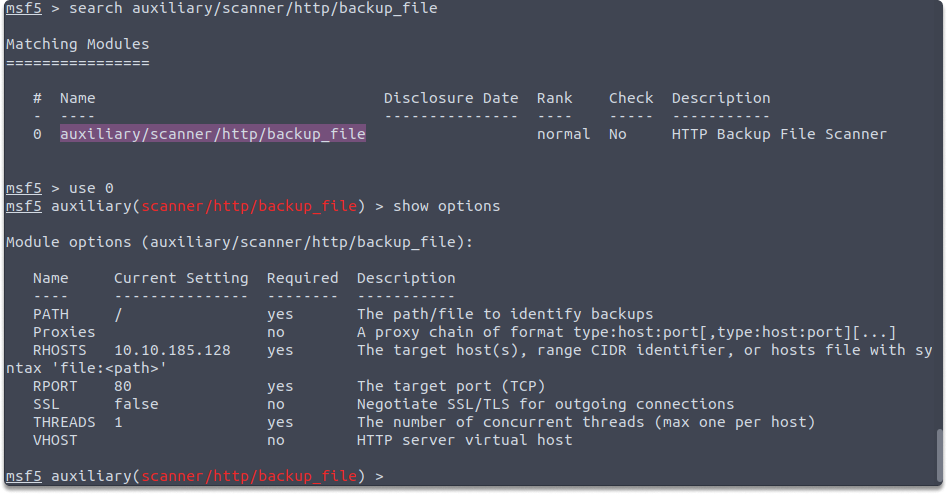 msf5 > search auxiliary/scanner/http/backup_file
Matching Modules
================
#  Name                                Disclosure Date  Rank    Check  Description
-  ----                                ---------------  ----    -----  -----------
0  auxiliary/scanner/http/backup_file                   normal  No     HTTP Backup File Scanner
msf5 > use 0
msf5 auxiliary(scanner/http/backup_file) > show options
Module options (auxiliary/scanner/http/backup_file):
Name     Current Setting  Required  Description
----     ---------------  --------  -----------
PATH     /                yes       The path/file to identify backups
Proxies                   no        A proxy chain of format type:host:port[,type:host:port][...]
RHOSTS   10.10.185.128    yes       The target host(s), range CIDR identifier, or hosts file with sy
ntax 'file:<path>'
RPORT    80               yes       The target port (TCP)
SSL      false            no        Negotiate SSL/TLS for outgoing connections
THREADS  1                yes       The number of concurrent threads (max one per host)
VHOST                     no        HTTP server virtual host
msf5 auxiliary(scanner/http/backup_file) >